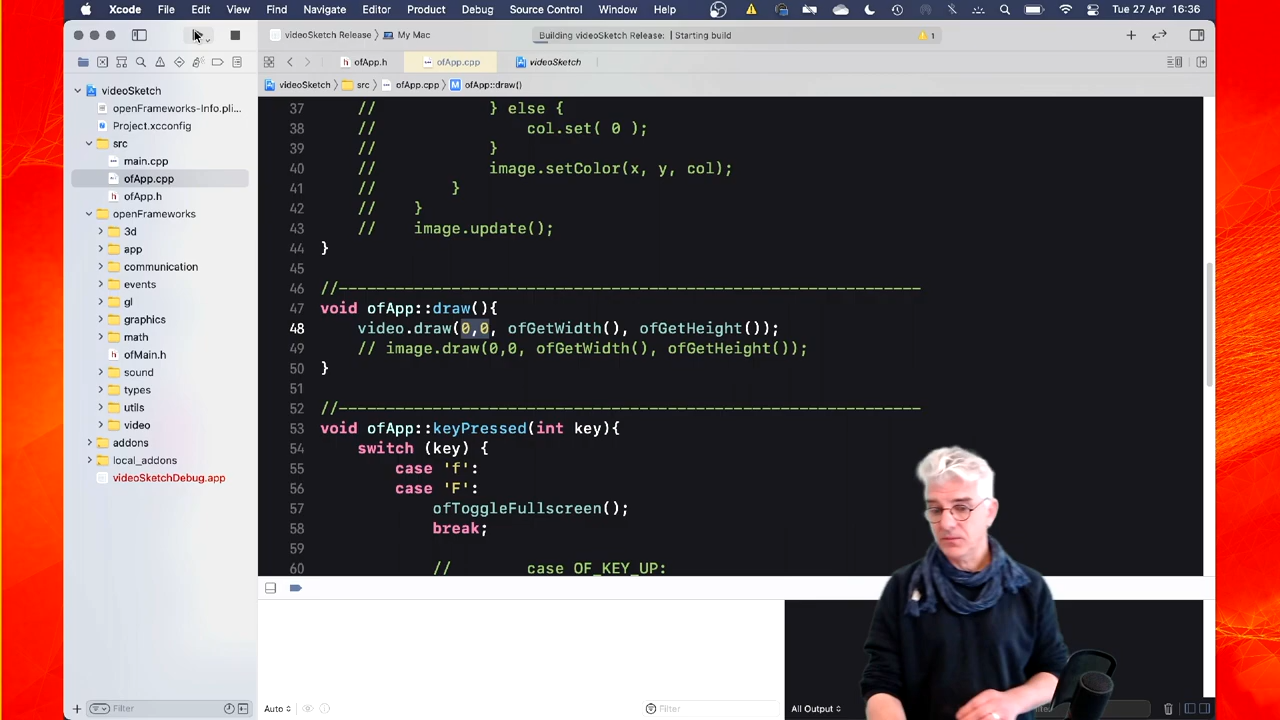 Xcode File Edit View Find Navigate Editor Product Debug Source Control Window Help Tue 27 Apr 16:36
videoSketch Release My Mac Building videoSketch Release: | Starting build 1
ofApp.h ofApp.cpp videoSketch
videoSketch src ofApp.cpp M ofApp::draw()
videoSketch
openFrameworks-Info.pli...
Project.xcconfig
src
main.cpp
ofApp.cpp
h ofApp.h
openFrameworks
3d
app
communication
events
gl
graphics
math
h ofMain.h
sound
types
utils
video
addons
local_addons
videoSketchDebug.app
Filter
37 // } else {
38 // col.set( 0 );
39 // }
40 // image.setColor(x, y, col);
41 // }
42 // }
43 // image.update();
44 }
45
46 //--------------------------------------------------------------
47 void ofApp::draw(){
48 video.draw(0,0, ofGetWidth(), ofGetHeight());
49 // image.draw(0,0, ofGetWidth(), ofGetHeight());
50 }
51
52 //--------------------------------------------------------------
53 void ofApp::keyPressed(int key){
54 switch (key) {
55 case 'f':
56 case 'F':
57 ofToggleFullscreen();
58 break;
59
60 // case OF_KEY_UP:
Auto Filter All Output